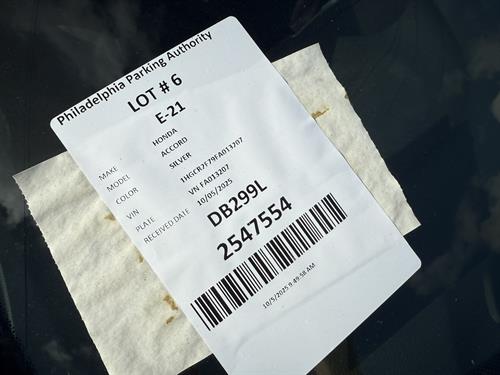 Philadelphia Parking Authority
LOT # 6
E-21
MAKE HONDA
MODEL ACCORD
COLOR SILVER
VIN 1HGCR7F79FA013207
PLATE VN FA013207
RECEIVED DATE 10/05/2025
DB299L
2547554
10/5/2025 9:49:58 AM